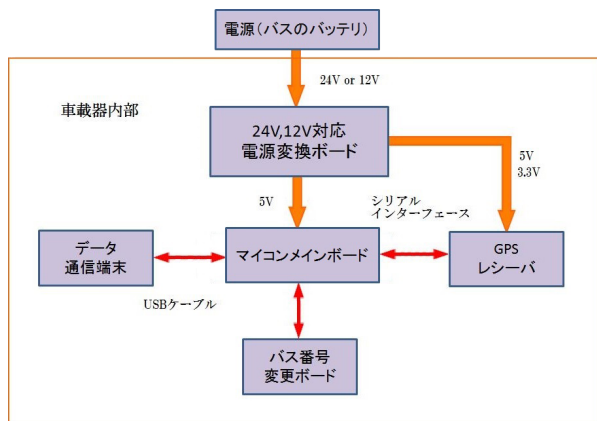 電源(バスのバッテリ)
24V or 12V
車載器内部
24V,12V対応
電源変換ボード
5V
3.3V
5V
シリアル
インターフェース
データ
通信端末
マイコンメインボード
GPS
レシーバ
USBケーブル
バス番号
変更ボード